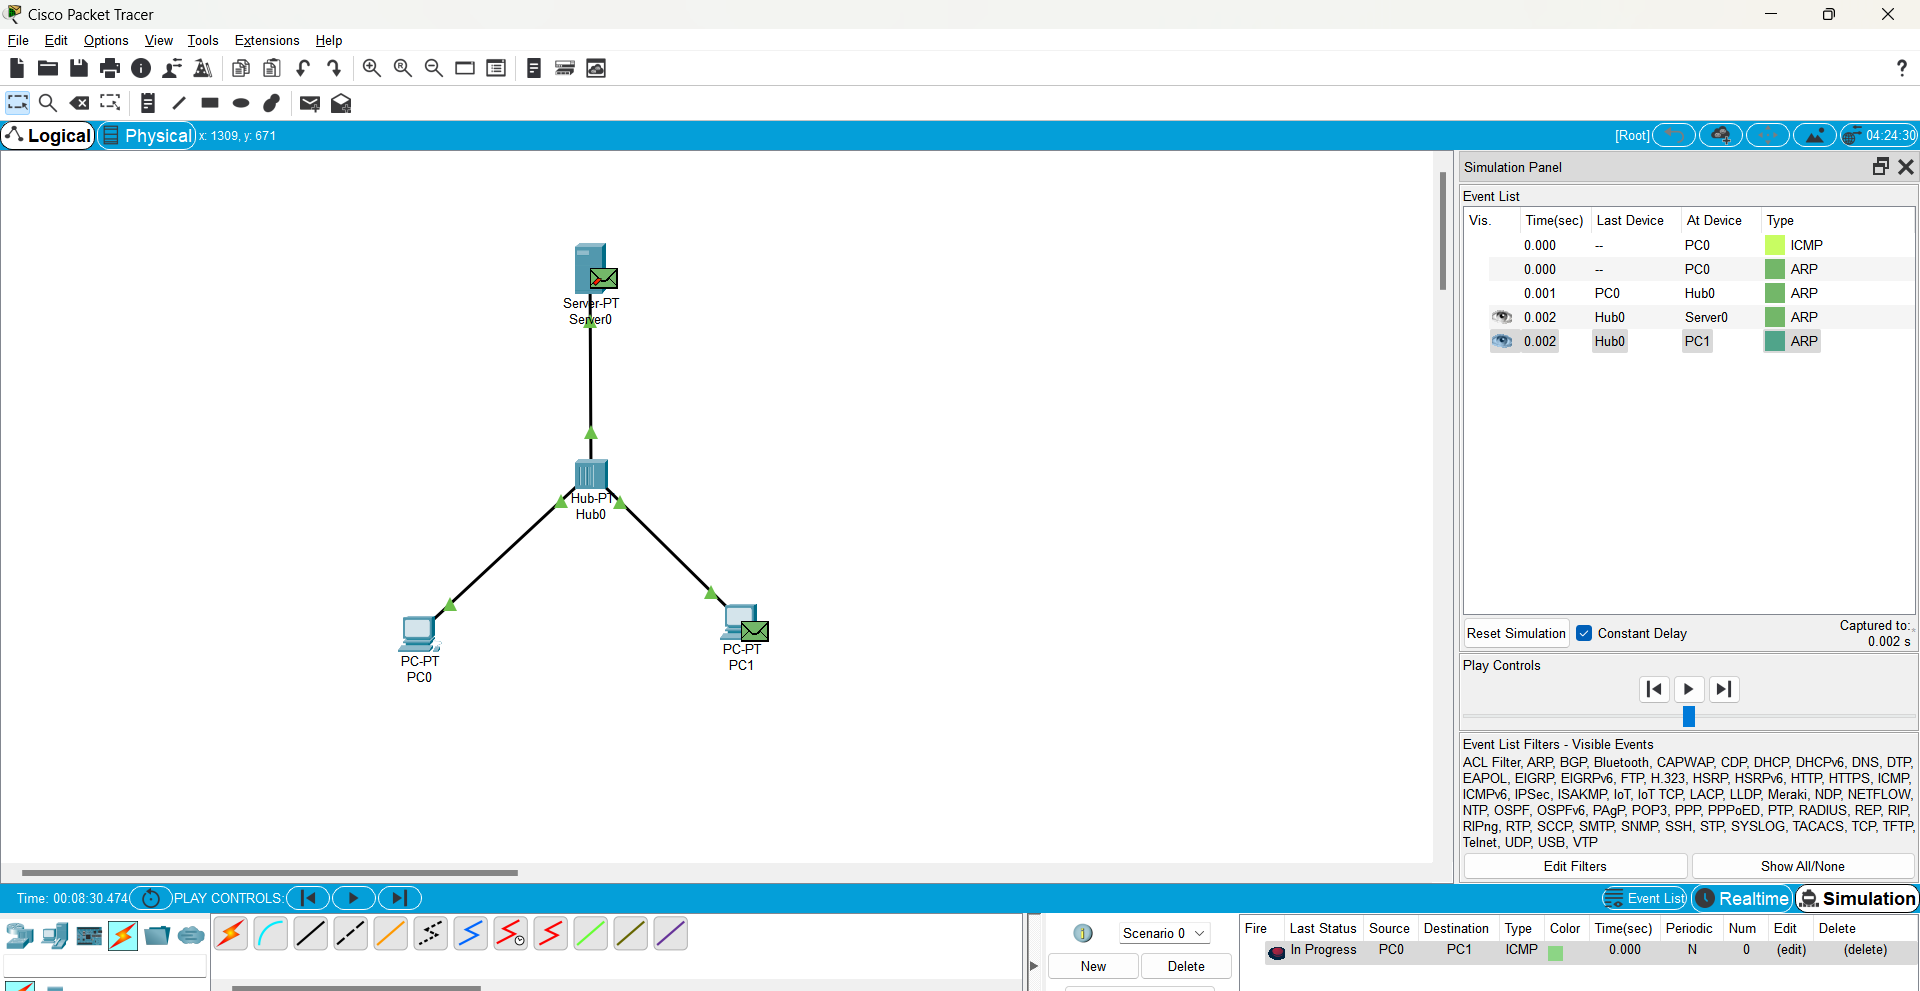 Cisco Packet Tracer
File Edit Options View Tools Extensions Help
?
Logical Physical x: 1309, y: 671 [Root] 04:24:30
Server-PT
Server0
Hub-PT
Hub0
PC-PT
PC0
PC-PT
PC1
Simulation Panel
Event List
Vis. Time(sec) Last Device At Device Type
0.000 -- PC0 ICMP
0.000 -- PC0 ARP
0.001 PC0 Hub0 ARP
0.002 Hub0 Server0 ARP
0.002 Hub0 PC1 ARP
Reset Simulation Constant Delay Captured to:
0.002 s
Play Controls
Event List Filters - Visible Events
ACL Filter, ARP, BGP, Bluetooth, CAPWAP, CDP, DHCP, DHCPv6, DNS, DTP,
EAPOL, EIGRP, EIGRPv6, FTP, H.323, HSRP, HSRPv6, HTTP, HTTPS, ICMP,
ICMPv6, IPSec, ISAKMP, IoT, IoT TCP, LACP, LLDP, Meraki, NDP, NETFLOW,
NTP, OSPF, OSPFv6, PAgP, POP3, PPP, PPPoED, PTP, RADIUS, REP, RIP,
RIPng, RTP, SCCP, SMTP, SNMP, SSH, STP, SYSLOG, TACACS, TCP, TFTP,
Telnet, UDP, USB, VTP
Edit Filters Show All/None
Time: 00:08:30.474 PLAY CONTROLS: Event List Realtime Simulation
Scenario 0
New Delete
Fire Last Status Source Destination Type Color Time(sec) Periodic Num Edit Delete
In Progress PC0 PC1 ICMP 0.000 N 0 (edit) (delete)